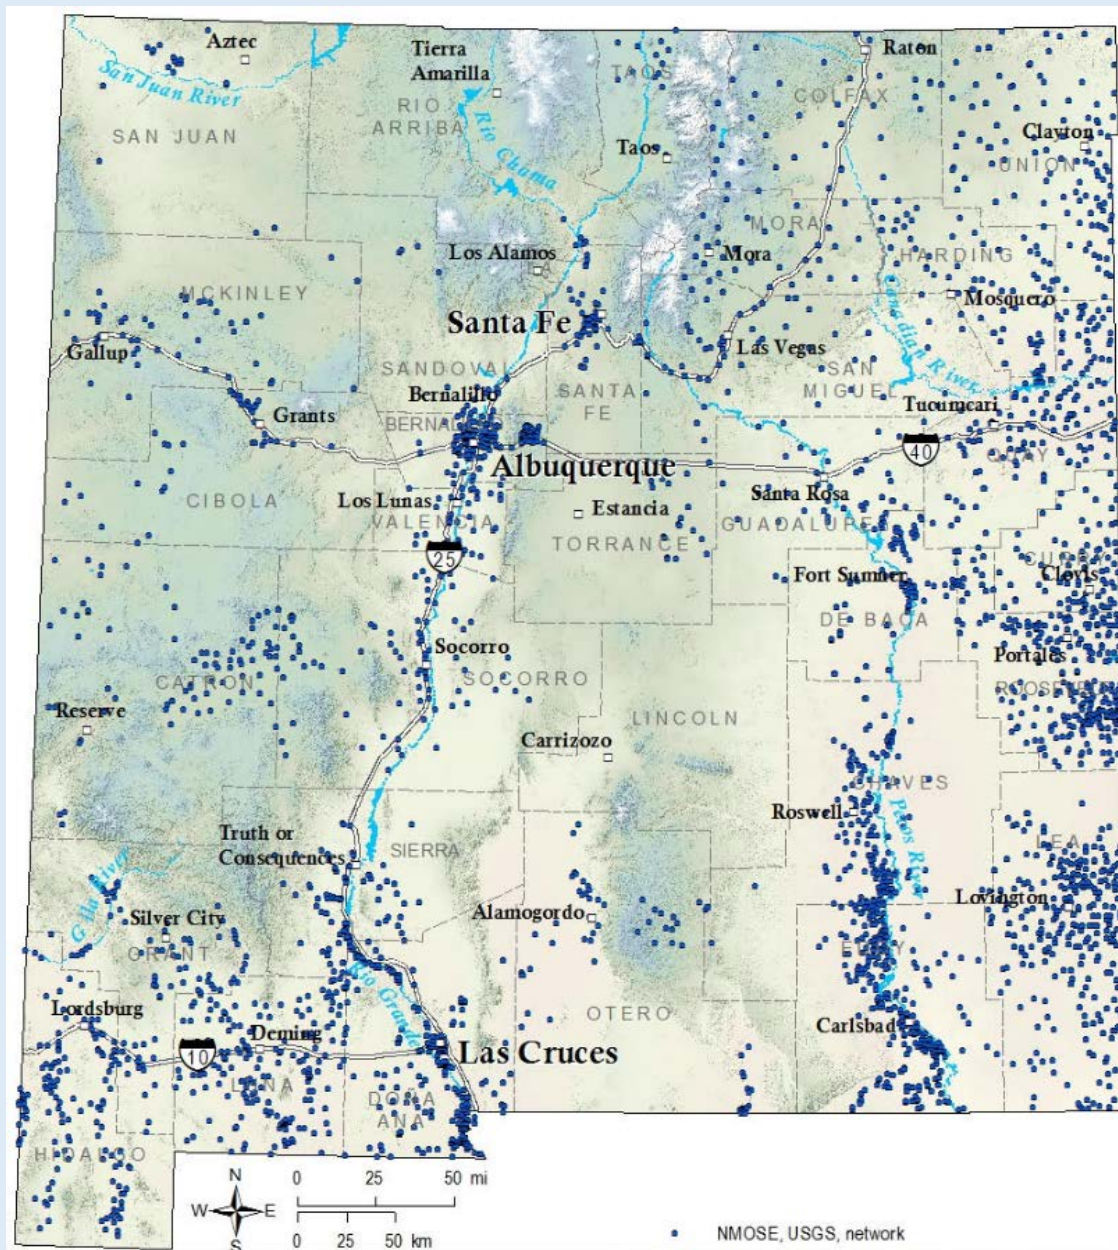 Aztec
San Juan River
SAN JUAN
Tierra
Amarilla
RIO
ARRIBA
Rio Chama
TAOS
Taos
Raton
COLFAX
Clayton
UNION
MORA
Mora
HARDING
Mosquero
Canadian River
Los Alamos
LA
MCKINLEY
Gallup
Santa Fe
SANDOVAL
Bernalillo
Las Vegas
SAN
MIGUEL
SANTA
FE
Tucumcari
Grants
Albuquerque
40
QUAY
CIBOLA
Los Lunas
VALENCIA
Estancia
TORRANCE
Santa Rosa
GUADALUPE
25
Fort Sumner
DE BACA
Clovis
Portales
Socorro
SOCORRO
CATRON
Reserve
LINCOLN
Carrizozo
CHAVES
Roswell
Pecos River
LEA
Lovington
Truth or
Consequences
SIERRA
Gila River
Silver City
GRANT
Alamogordo
EDDY
Rio Grande
OTERO
Carlsbad
Lordsburg
Deming
10
Las Cruces
LUNA
DOÑA
ANA
HIDALGO
N
W E
S
0 25 50 mi
0 25 50 km
NMOSE, USGS, network